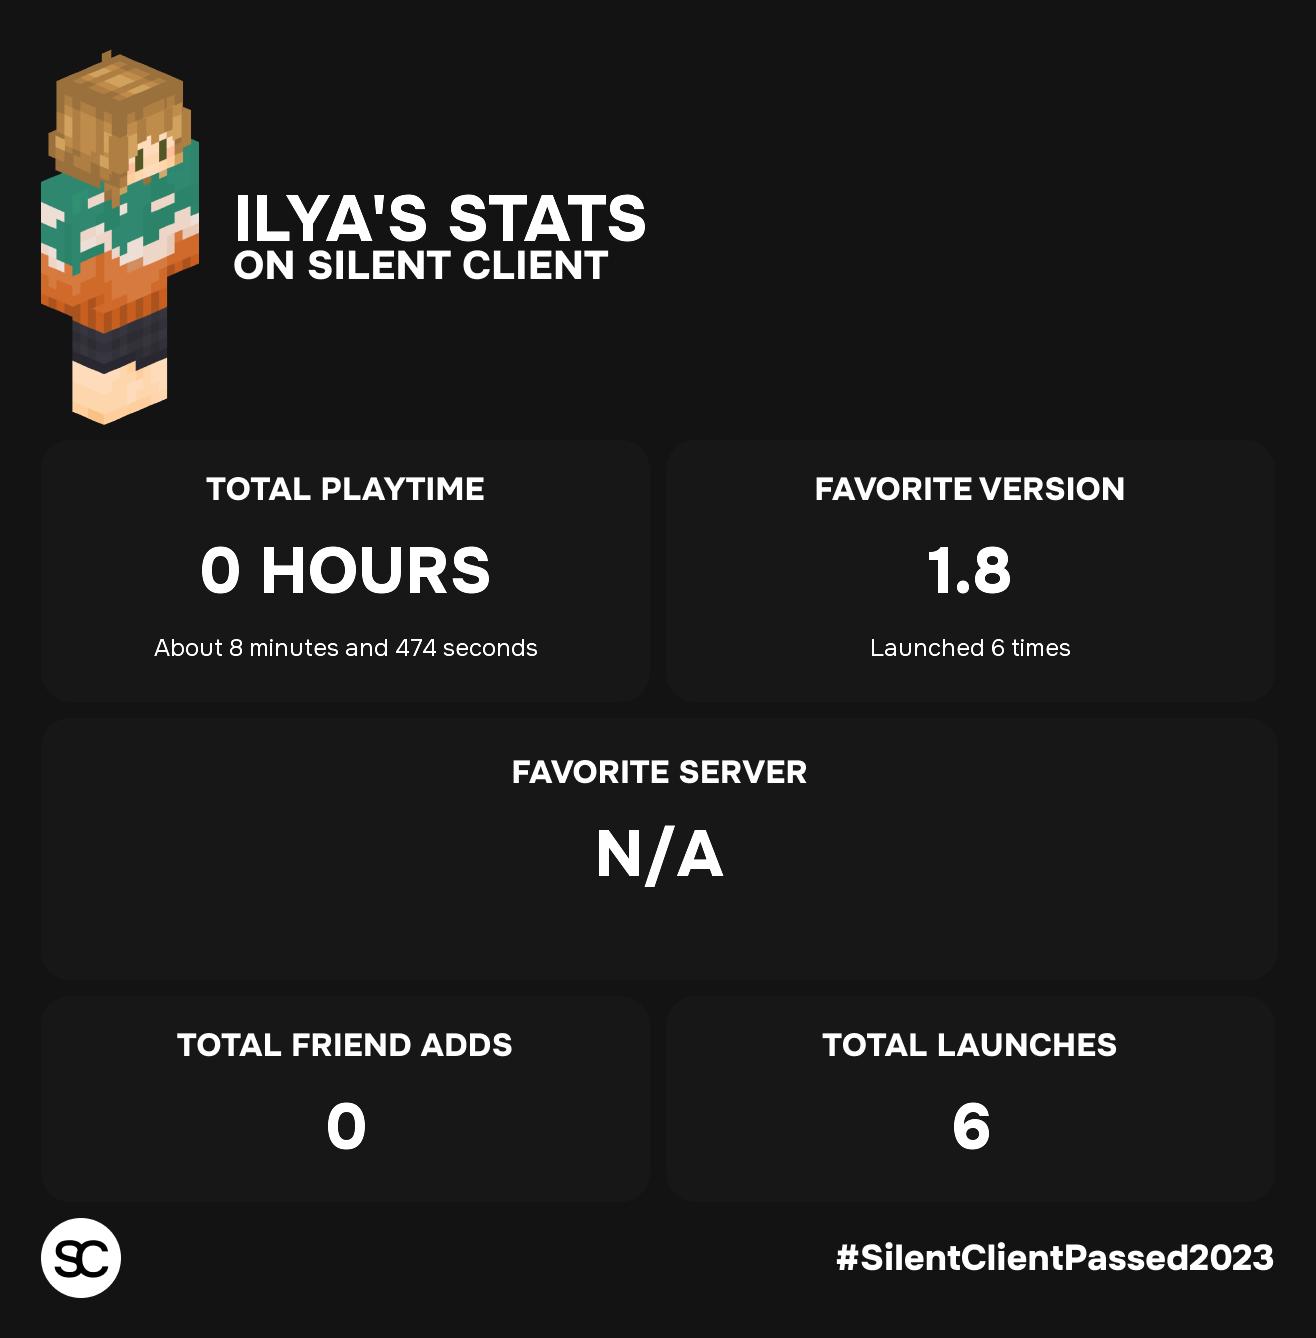 ILYA'S STATS
ON SILENT CLIENT
TOTAL PLAYTIME
0 HOURS
About 8 minutes and 474 seconds
FAVORITE VERSION
1.8
Launched 6 times
FAVORITE SERVER
N/A
TOTAL FRIEND ADDS
0
TOTAL LAUNCHES
6
SC
#SilentClientPassed2023